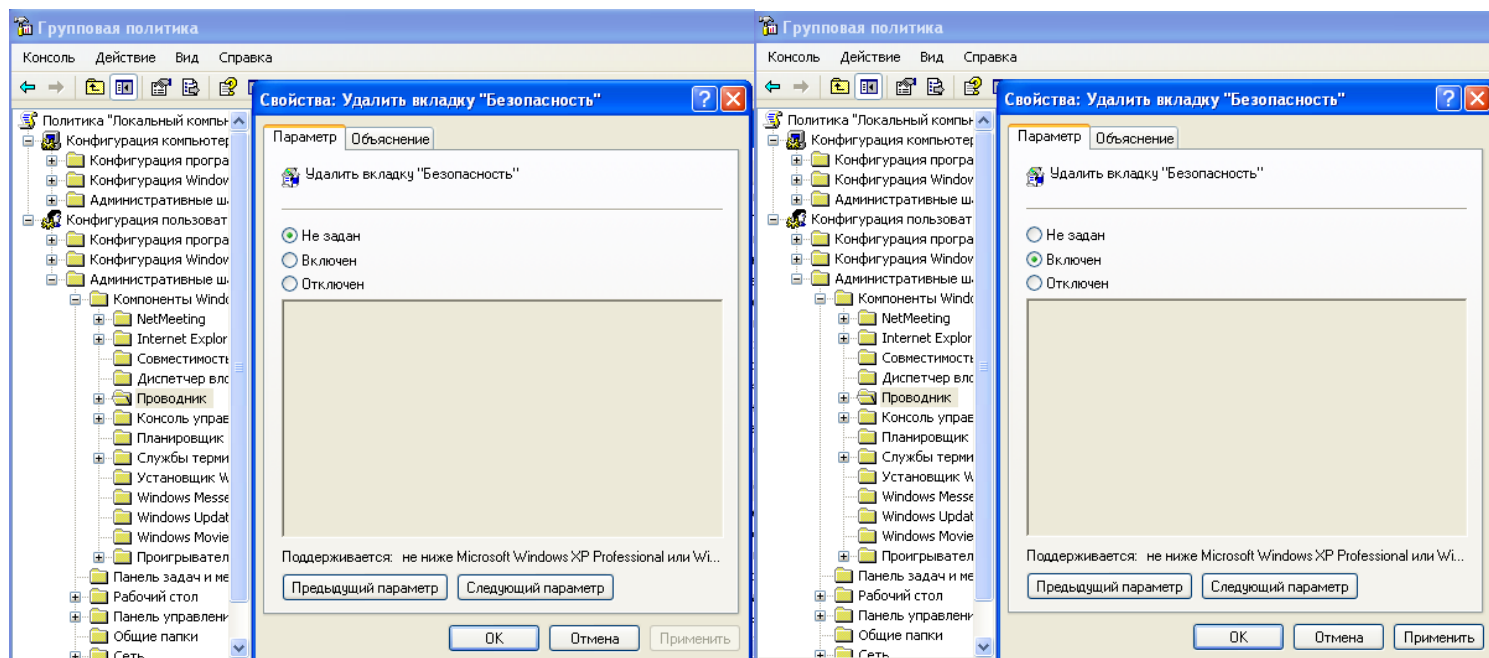 Групповая политика
Консоль Действие Вид Справка
Свойства: Удалить вкладку "Безопасность"
Политика "Локальный компь
Конфигурация компьютер
Конфигурация програ
Конфигурация Window
Административные ш
Конфигурация пользоват
Конфигурация програ
Конфигурация Window
Административные ш
Компоненты Windo
NetMeeting
Internet Explor
Совместимость
Диспетчер вло
Проводник
Консоль управ
Планировщик
Службы терми
Установщик W
Windows Messe
Windows Updat
Windows Movie
Проигрывател
Панель задач и ме
Рабочий стол
Панель управлени
Общие папки
Сеть
Параметр Объяснение
Удалить вкладку "Безопасность"
Не задан
Включен
Отключен
Поддерживается: не ниже Microsoft Windows XP Professional или Wi...
Предыдущий параметр Следующий параметр
OK Отмена Применить
Групповая политика
Консоль Действие Вид Справка
Свойства: Удалить вкладку "Безопасность"
Политика "Локальный компь
Конфигурация компьютер
Конфигурация програ
Конфигурация Window
Административные ш
Конфигурация пользоват
Конфигурация програ
Конфигурация Window
Административные ш
Компоненты Windo
NetMeeting
Internet Explor
Совместимость
Диспетчер вло
Проводник
Консоль управ
Планировщик
Службы терми
Установщик W
Windows Messe
Windows Updat
Windows Movie
Проигрывател
Панель задач и ме
Рабочий стол
Панель управлени
Общие папки
Сеть
Параметр Объяснение
Удалить вкладку "Безопасность"
Не задан
Включен
Отключен
Поддерживается: не ниже Microsoft Windows XP Professional или Wi...
Предыдущий параметр Следующий параметр
OK Отмена Применить